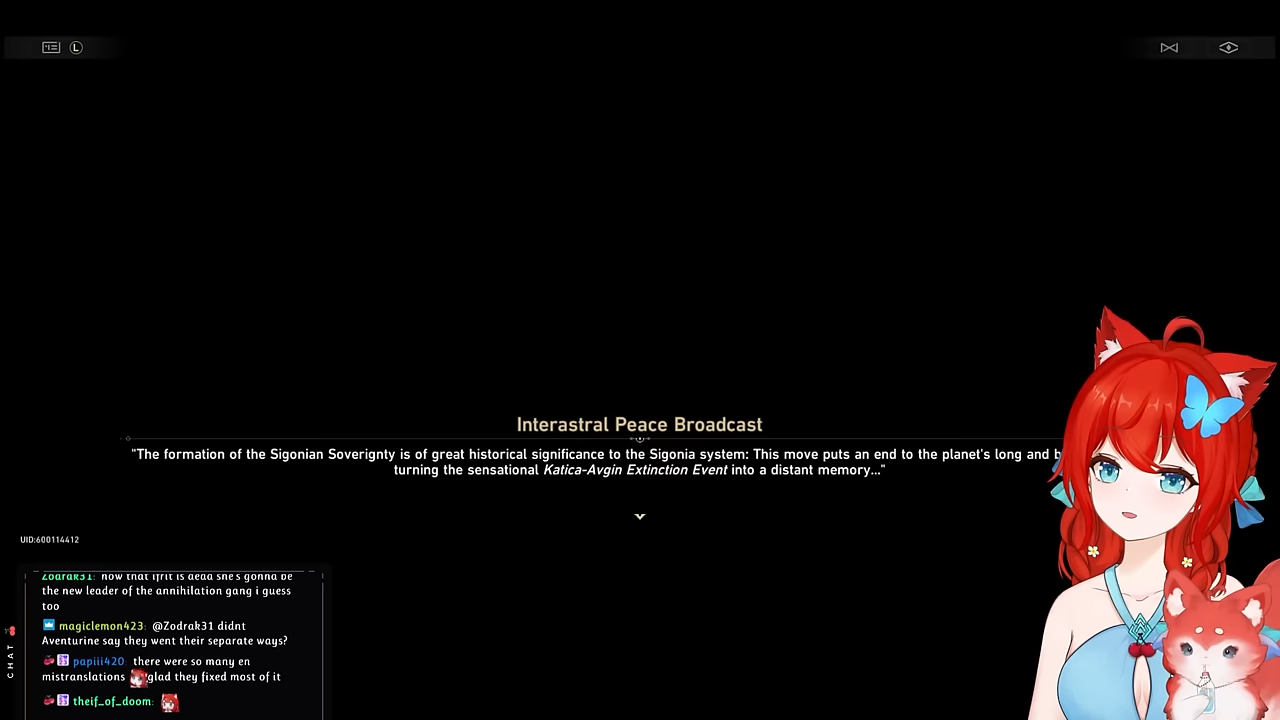 L
Interastral Peace Broadcast
"The formation of the Sigonian Soverignty is of great historical significance to the Sigonia system: This move puts an end to the planet's long and
turning the sensational Katica-Avgin Extinction Event into a distant memory..."
UID:600114412
Zodrak31: now that ifrit is dead she's gonna be
the new leader of the annihilation gang i guess
too
magiclemon423: @Zodrak31 didnt
Aventurine say they went their separate ways?
papiii420: there were so many en
mistranslations glad they fixed most of it
theif_of_doom:
CHAT